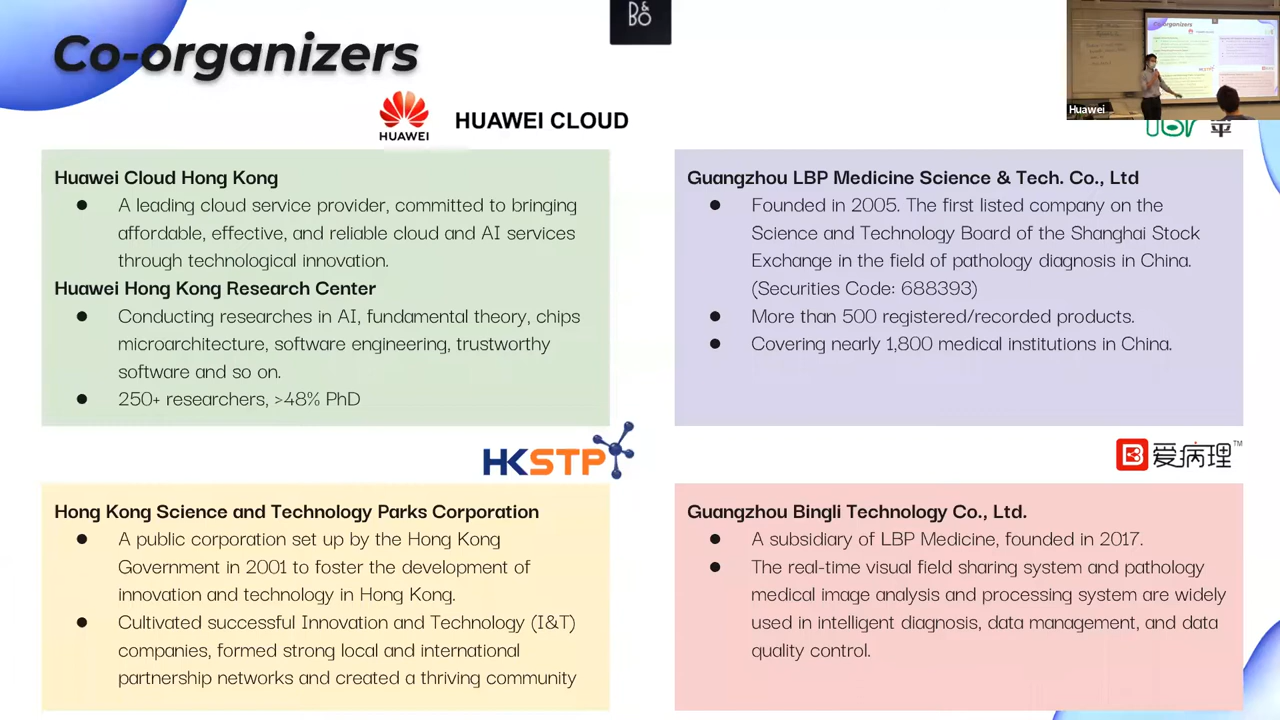 B&O
Co-organizers
HUAWEI
HUAWEI CLOUD
Huawei
Huawei Cloud Hong Kong
● A leading cloud service provider, committed to bringing
affordable, effective, and reliable cloud and AI services
through technological innovation.
Huawei Hong Kong Research Center
● Conducting researches in AI, fundamental theory, chips
microarchitecture, software engineering, trustworthy
software and so on.
● 250+ researchers, >48% PhD
Guangzhou LBP Medicine Science & Tech. Co., Ltd
● Founded in 2005. The first listed company on the
Science and Technology Board of the Shanghai Stock
Exchange in the field of pathology diagnosis in China.
(Securities Code: 688393)
● More than 500 registered/recorded products.
● Covering nearly 1,800 medical institutions in China.
HKSTP
Hong Kong Science and Technology Parks Corporation
● A public corporation set up by the Hong Kong
Government in 2001 to foster the development of
innovation and technology in Hong Kong.
● Cultivated successful Innovation and Technology (I&T)
companies, formed strong local and international
partnership networks and created a thriving community
爱病理™
Guangzhou Bingli Technology Co., Ltd.
● A subsidiary of LBP Medicine, founded in 2017.
● The real-time visual field sharing system and pathology
medical image analysis and processing system are widely
used in intelligent diagnosis, data management, and data
quality control.